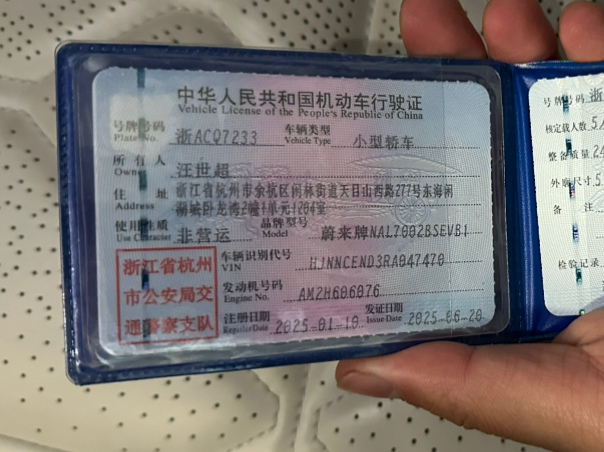 中华人民共和国机动车行驶证
Vehicle License of the People's Republic of China
号牌号码 浙ACQ7233 车辆类型 小型轿车
Plate No. Vehicle Type
所有人 汪世超
Owner
住址 浙江省杭州市余杭区闲林街道天目山西路277号东海闲
Address 湖城卧龙湾2幢1单元1204室
使用性质 非营运 品牌型号 蔚来牌NAL7002BSEVB1
Use Character Model
浙江省杭州
市公安局交
通警察支队
车辆识别代号 HJNNCEND3RA047470
VIN
发动机号码 AM2H606076
Engine No.
注册日期 2025-01-10 发证日期 2025-06-20
Register Date Issue Date
号牌号码 浙
核定载人数 5人
整备质量 24
外廓尺寸 5
备注
检验记录